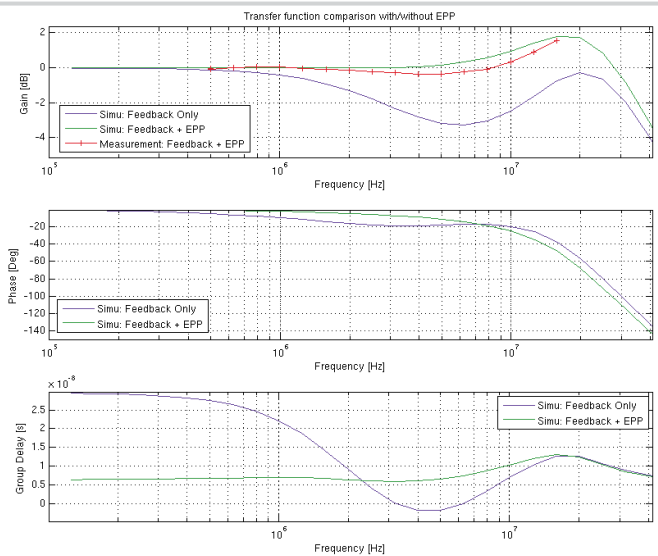 Transfer function comparison with/without EPP
2
0
-2
-4
Gain [dB]
Simu: Feedback Only
Simu: Feedback + EPP
Measurement: Feedback + EPP
10^5
10^6
10^7
Frequency [Hz]
-20
-40
-60
-80
-100
-120
-140
Phase [Deg]
Simu: Feedback Only
Simu: Feedback + EPP
10^5
10^6
10^7
Frequency [Hz]
× 10^-8
2.5
2
1.5
1
0.5
0
Group Delay [s]
Simu: Feedback Only
Simu: Feedback + EPP
10^6
10^7
Frequency [Hz]